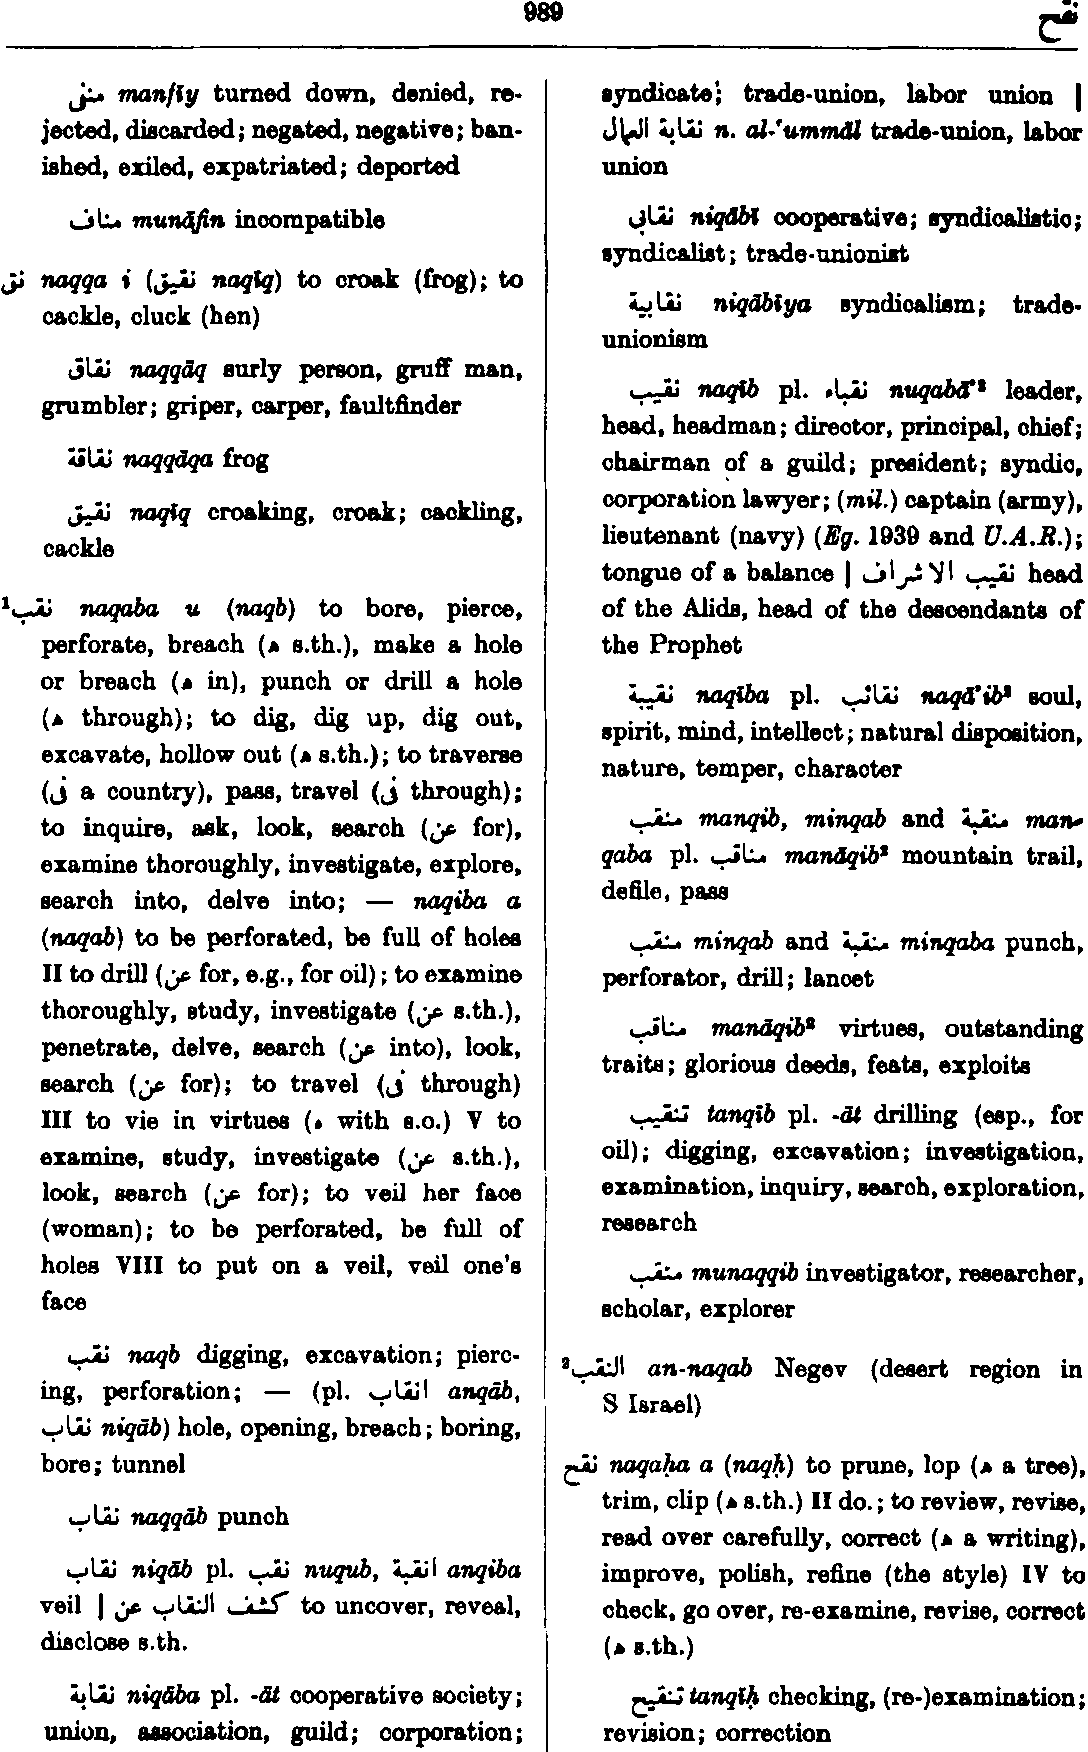 989
نقح
منفى manfīy turned down, denied, re-
jected, discarded; negated, negative; ban-
ished, exiled, expatriated; deported
مناف munāfin incompatible
نق naqqa i (نقيق naqīq) to croak (frog); to
cackle, cluck (hen)
نقاق naqqāq surly person, gruff man,
grumbler; griper, carper, faultfinder
نقاقة naqqāqa frog
نقيق naqīq croaking, croak; cackling,
cackle
¹نقب naqaba u (naqb) to bore, pierce,
perforate, breach (ه s.th.), make a hole
or breach (ه in), punch or drill a hole
(ه through); to dig, dig up, dig out,
excavate, hollow out (ه s.th.); to traverse
(فى a country), pass, travel (فى through);
to inquire, ask, look, search (عن for),
examine thoroughly, investigate, explore,
search into, delve into; — naqiba a
(naqab) to be perforated, be full of holes
II to drill (عن for, e.g., for oil); to examine
thoroughly, study, investigate (عن s.th.),
penetrate, delve, search (عن into), look,
search (عن for); to travel (فى through)
III to vie in virtues (ه with s.o.) V to
examine, study, investigate (عن s.th.),
look, search (عن for); to veil her face
(woman); to be perforated, be full of
holes VIII to put on a veil, veil one's
face
نقب naqb digging, excavation; pierc-
ing, perforation; — (pl. انقاب anqāb,
نقاب niqāb) hole, opening, breach; boring,
bore; tunnel
نقاب naqqāb punch
نقاب niqāb pl. نقب nuqub, انقبة anqiba
veil | كشف النقاب عن to uncover, reveal,
disclose s.th.
نقابة niqāba pl. -āt cooperative society;
union, association, guild; corporation;
syndicate; trade-union, labor union |
نقابة العمال n. al-‘ummāl trade-union, labor
union
نقابى niqābī cooperative; syndicalistic;
syndicalist; trade-unionist
نقابية niqābīya syndicalism; trade-
unionism
نقيب naqīb pl. نقباء nuqabā’² leader,
head, headman; director, principal, chief;
chairman of a guild; president; syndic,
corporation lawyer; (mil.) captain (army),
lieutenant (navy) (Eg. 1939 and U.A.R.);
tongue of a balance | نقيب الاشراف head
of the Alids, head of the descendants of
the Prophet
نقيبة naqība pl. نقائب naqā’ib² soul,
spirit, mind, intellect; natural disposition,
nature, temper, character
منقب manqib, minqab and منقبة man-
qaba pl. مناقب manāqib² mountain trail,
defile, pass
منقب minqab and منقبة minqaba punch,
perforator, drill; lancet
مناقب manāqib² virtues, outstanding
traits; glorious deeds, feats, exploits
تنقيب tanqīb pl. -āt drilling (esp., for
oil); digging, excavation; investigation,
examination, inquiry, search, exploration,
research
منقب munaqqib investigator, researcher,
scholar, explorer
²النقب an-naqab Negev (desert region in
S Israel)
نقح naqaḥa a (naqḥ) to prune, lop (ه a tree),
trim, clip (ه s.th.) II do.; to review, revise,
read over carefully, correct (ه a writing),
improve, polish, refine (the style) IV to
check, go over, re-examine, revise, correct
(ه s.th.)
تنقيح tanqīḥ checking, (re-)examination;
revision; correction